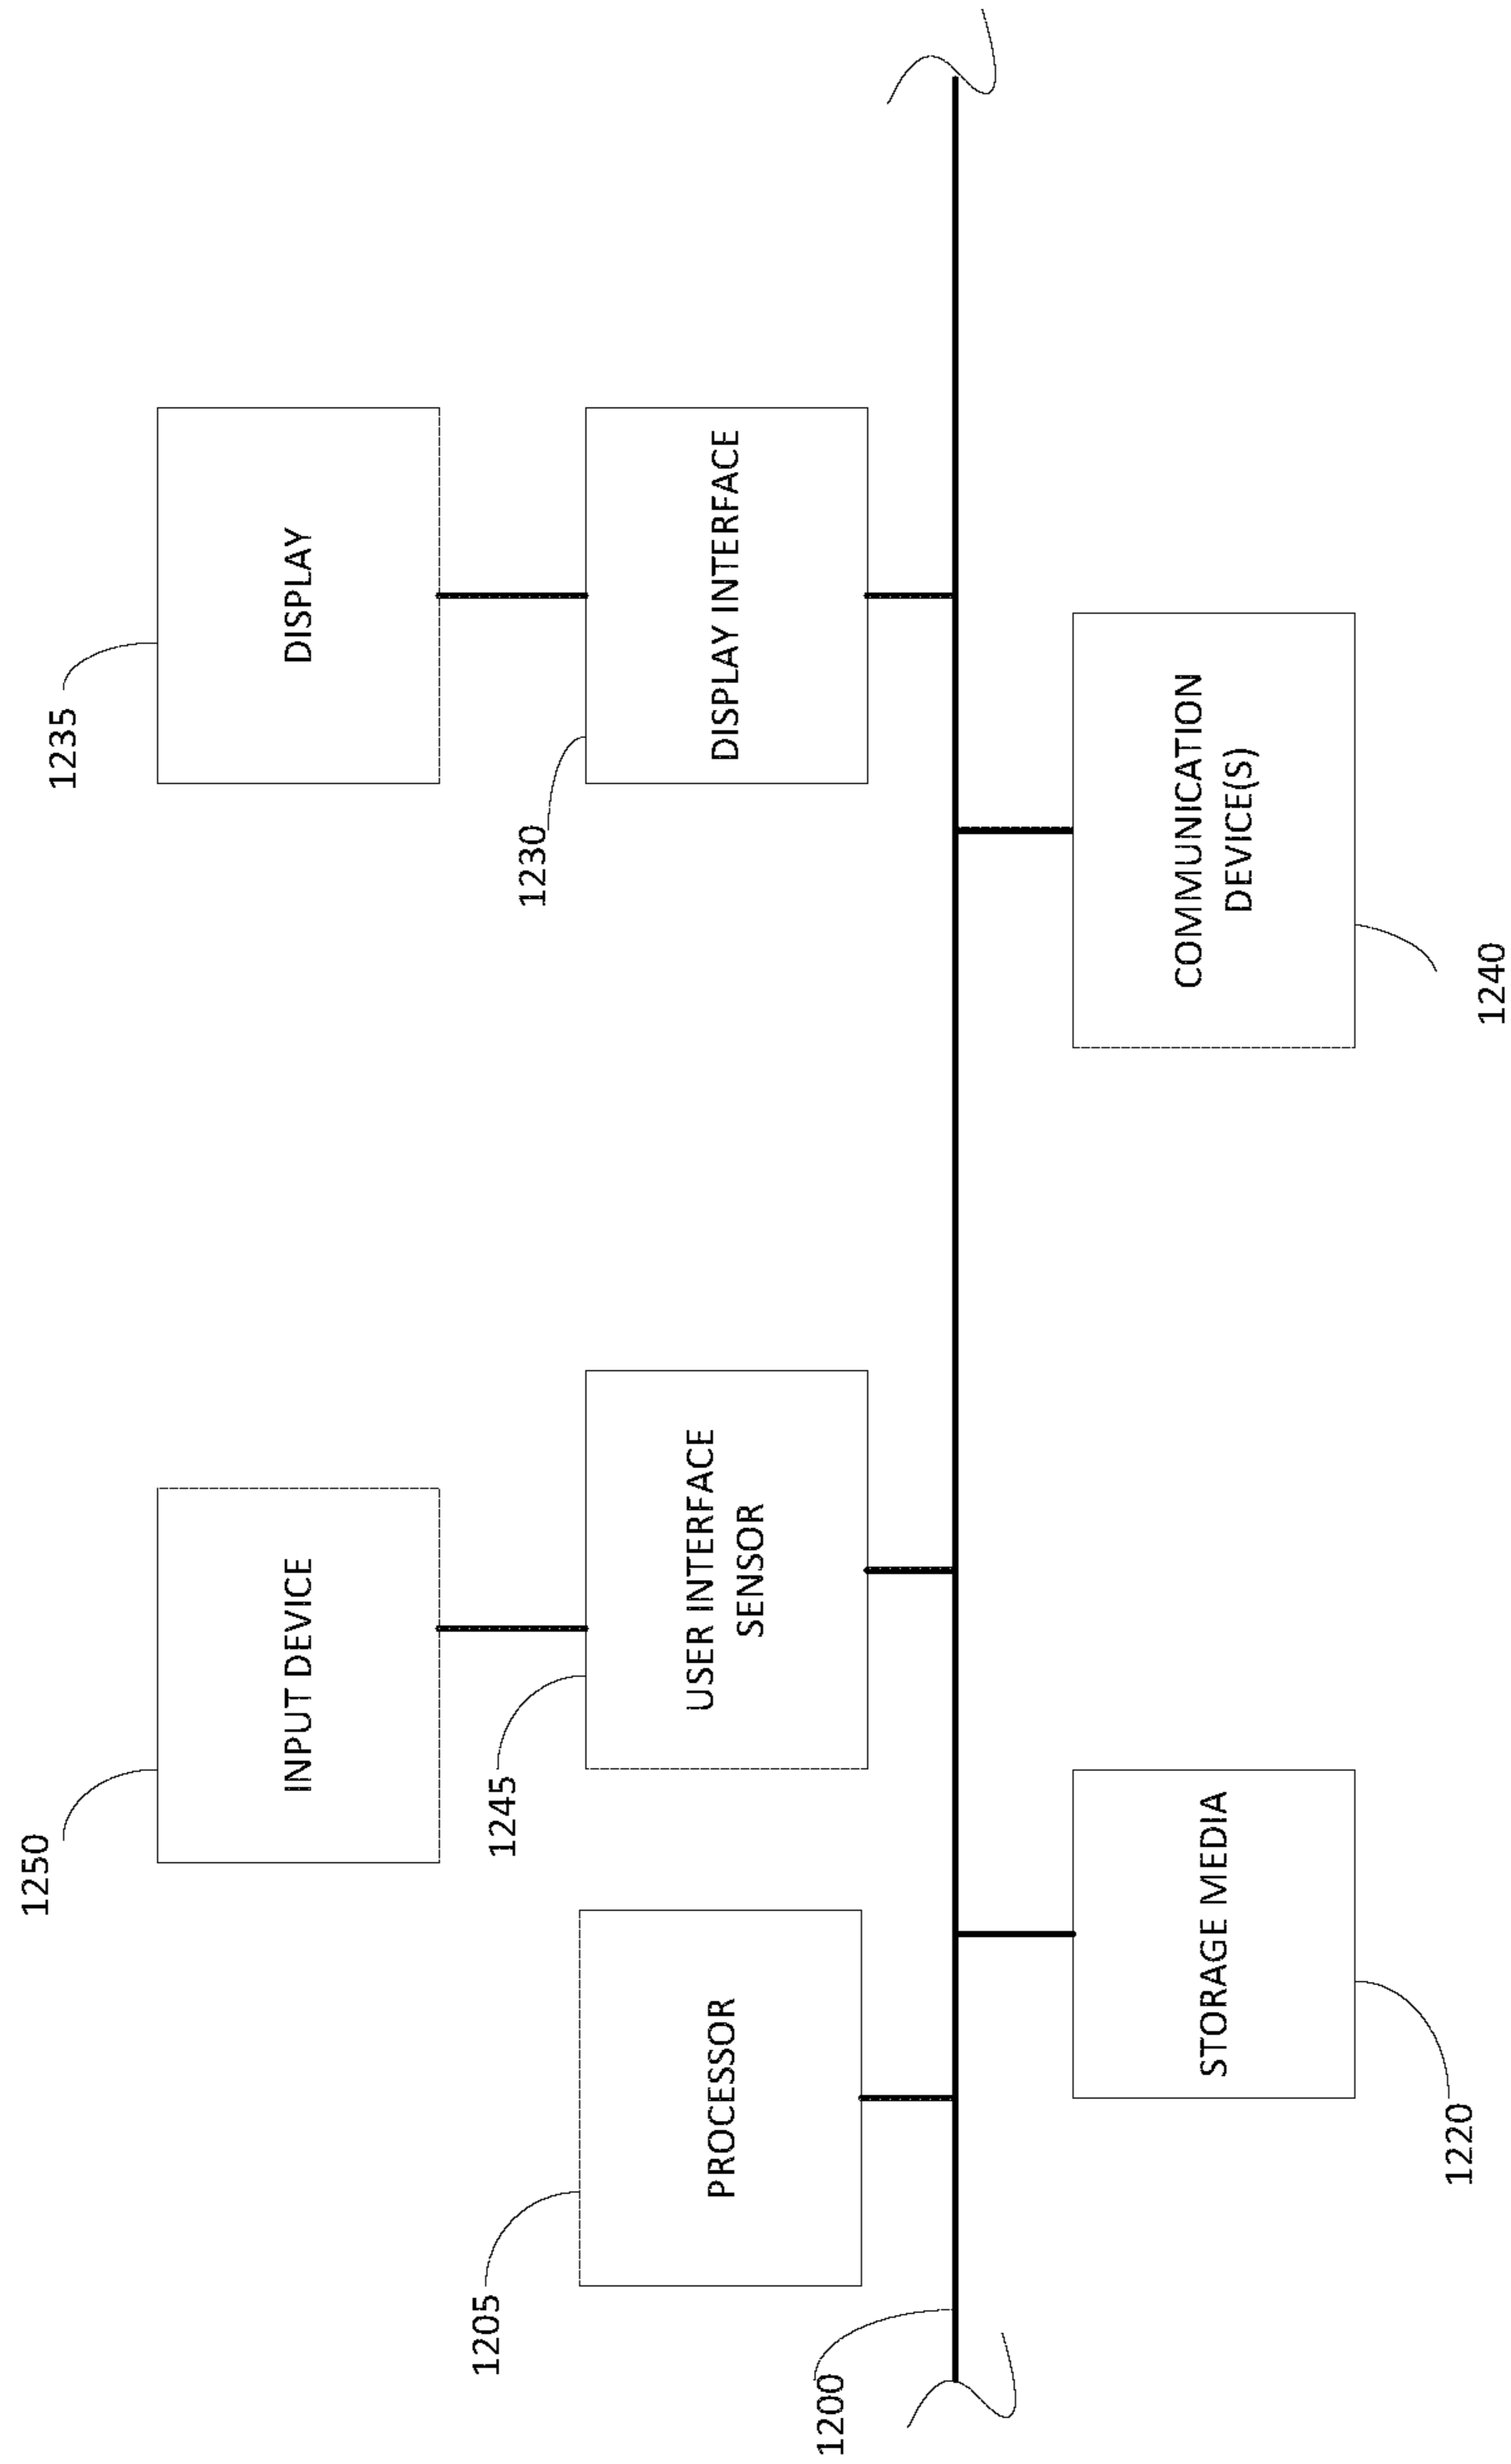 1250
INPUT DEVICE
1235
DISPLAY
1205
PROCESSOR
1245
USER INTERFACE
SENSOR
1230
DISPLAY INTERFACE
1200
1220
STORAGE MEDIA
COMMUNICATION
DEVICE(S)
1240